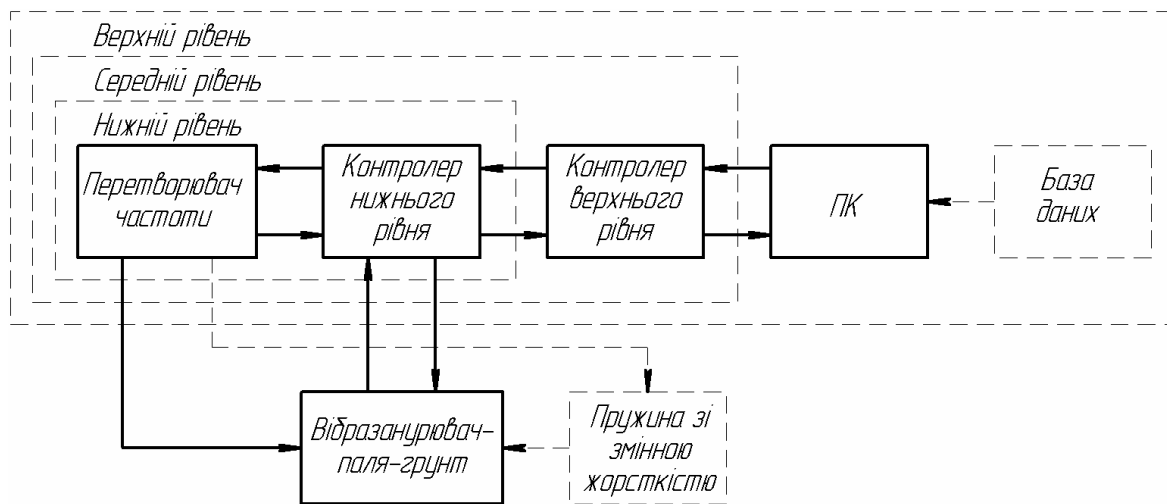 Верхній рівень
Середній рівень
Нижній рівень
Перетворювач
частоти
Контролер
нижнього
рівня
Контролер
верхнього
рівня
ПК
База
даних
Вібразанурювач-
паля-грунт
Пружина зі
змінною
жорсткістю